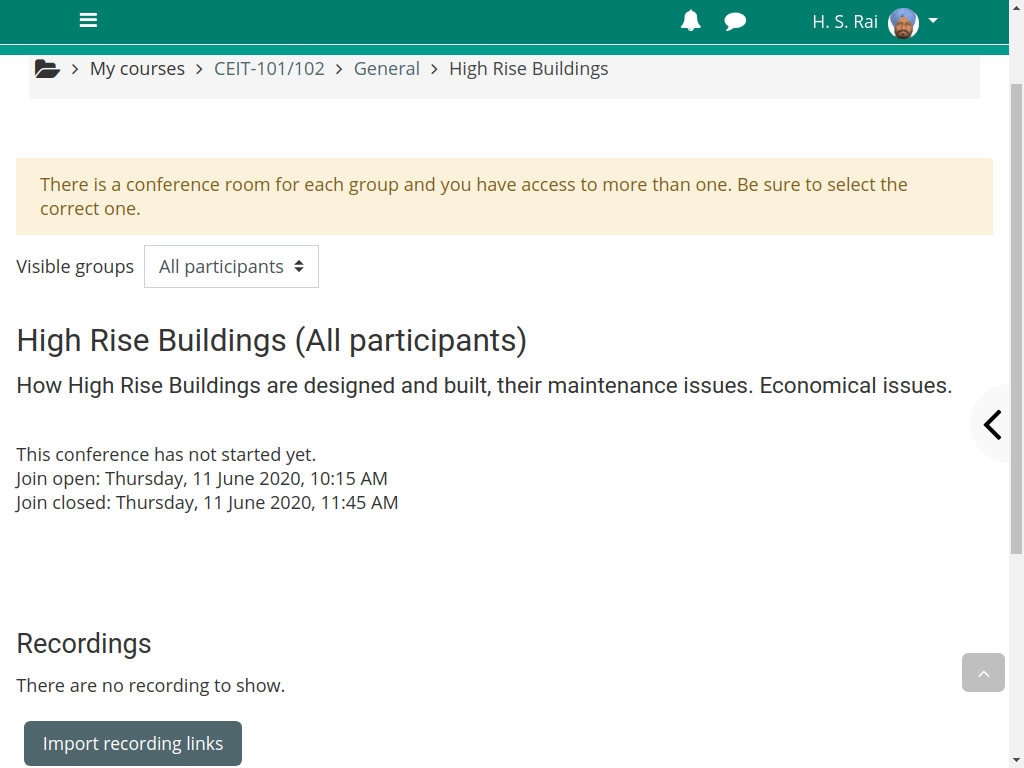 H. S. Rai
> My courses > CEIT-101/102 > General > High Rise Buildings
There is a conference room for each group and you have access to more than one. Be sure to select the
correct one.
Visible groups All participants
High Rise Buildings (All participants)
How High Rise Buildings are designed and built, their maintenance issues. Economical issues.
This conference has not started yet.
Join open: Thursday, 11 June 2020, 10:15 AM
Join closed: Thursday, 11 June 2020, 11:45 AM
Recordings
There are no recording to show.
Import recording links